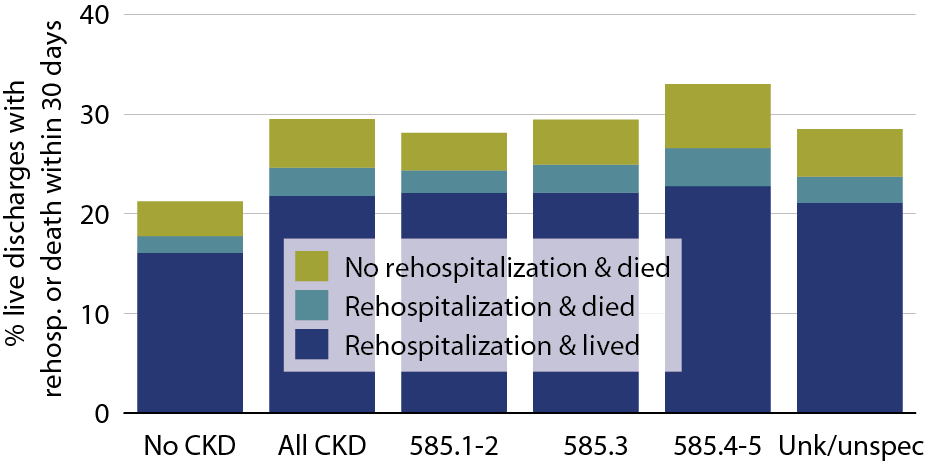 % live discharges with
rehosp. or death within 30 days
40
30
20
10
0
No rehospitalization & died
Rehospitalization & died
Rehospitalization & lived
No CKD All CKD 585.1-2 585.3 585.4-5 Unk/unspec